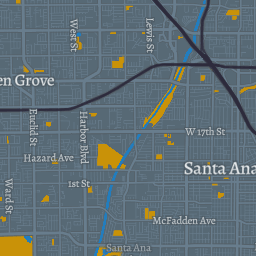 West St
Lewis St
en Grove
Euclid St
Harbor Blvd
W 17th St
Hazard Ave
Santa Ana
1st St
Ward St
McFadden Ave
Santa Ana